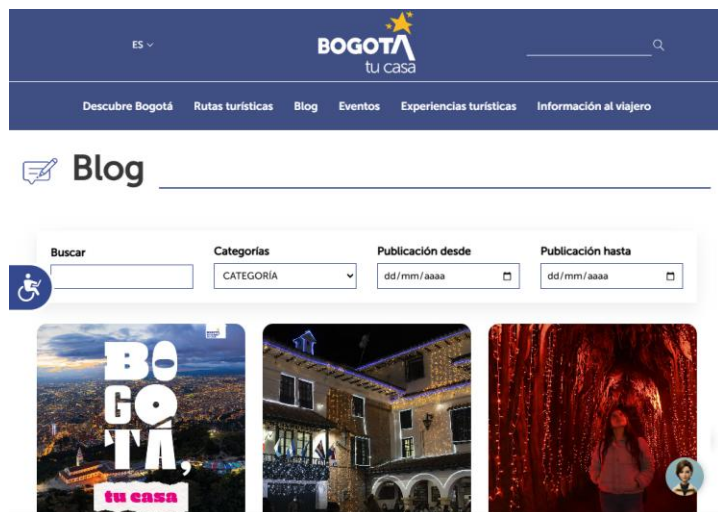 ES
BOGOTÁ
tu casa
Descubre Bogotá Rutas turísticas Blog Eventos Experiencias turísticas Información al viajero
Blog
Buscar Categorías Publicación desde Publicación hasta
CATEGORÍA dd/mm/aaaa dd/mm/aaaa
BO
GO
TÁ,
tu casa